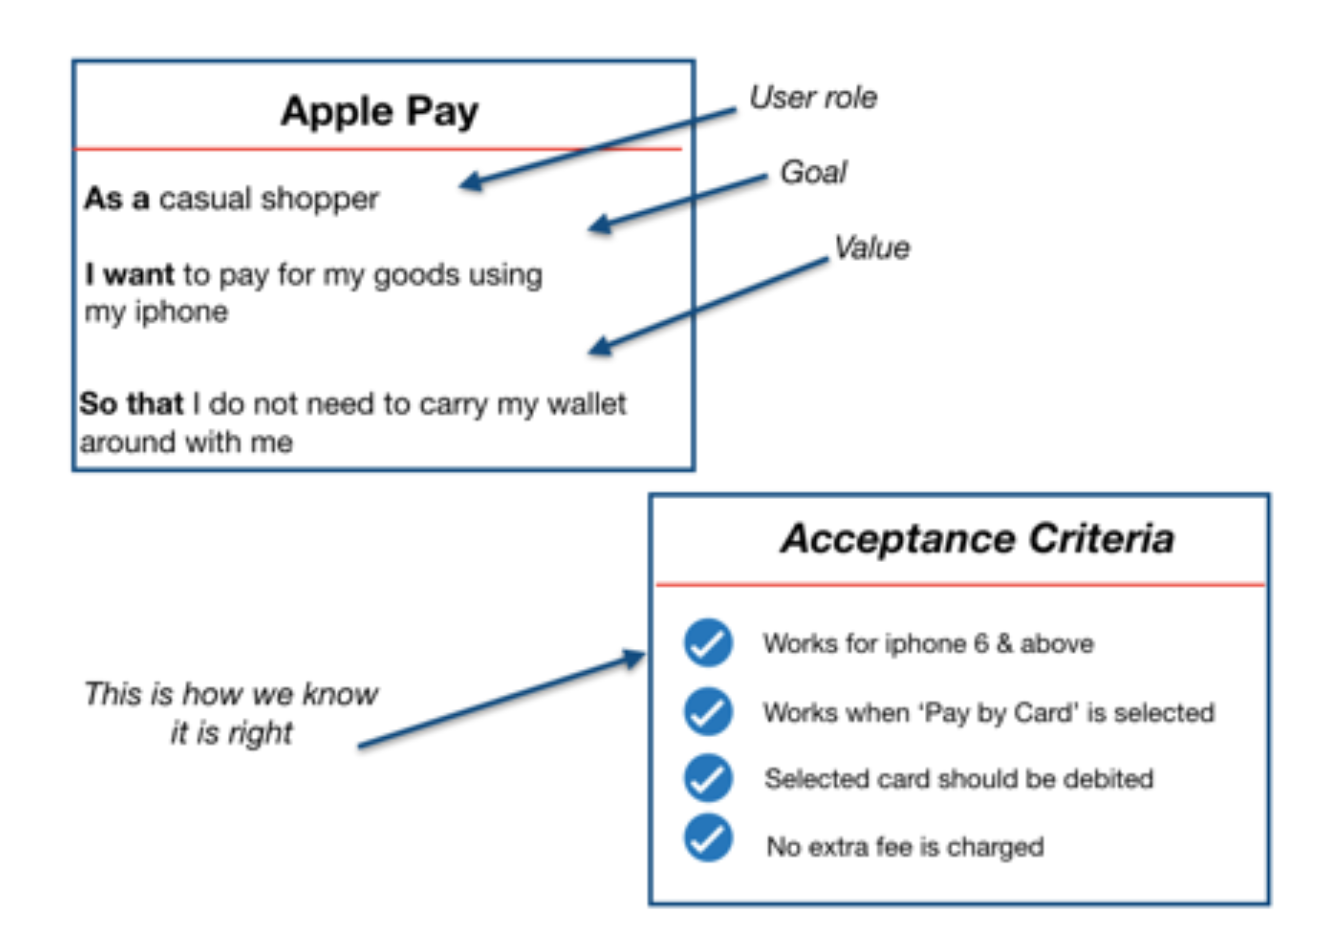 Apple Pay
User role
As a casual shopper
Goal
I want to pay for my goods using
my iphone
Value
So that I do not need to carry my wallet
around with me
Acceptance Criteria
This is how we know
it is right
Works for iphone 6 & above
Works when ‘Pay by Card’ is selected
Selected card should be debited
No extra fee is charged